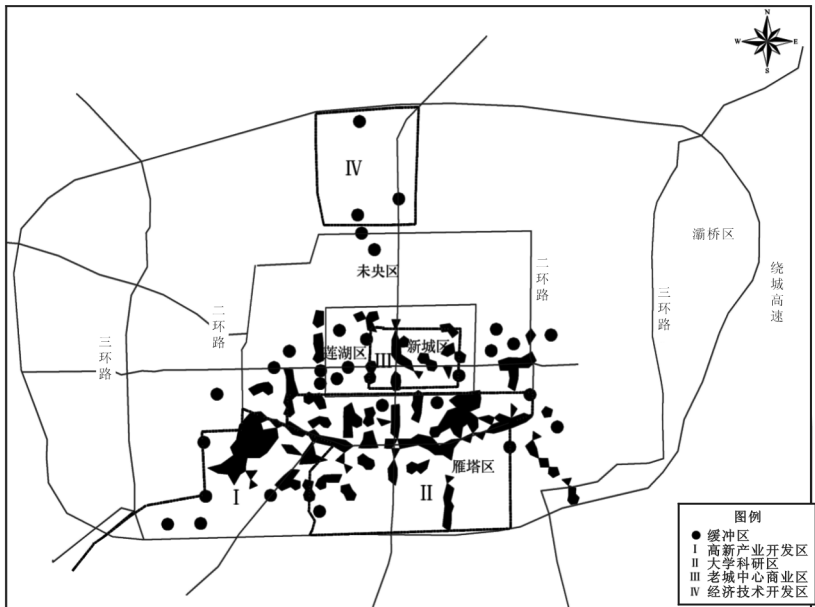 N
W E
S
IV
灞桥区
未央区
二环路
绕城高速
二环路
三环路
三环路
莲湖区
III
新城区
雁塔区
I
II
图例
缓冲区
I 高新产业开发区
II 大学科研区
III 老城中心商业区
IV 经济技术开发区